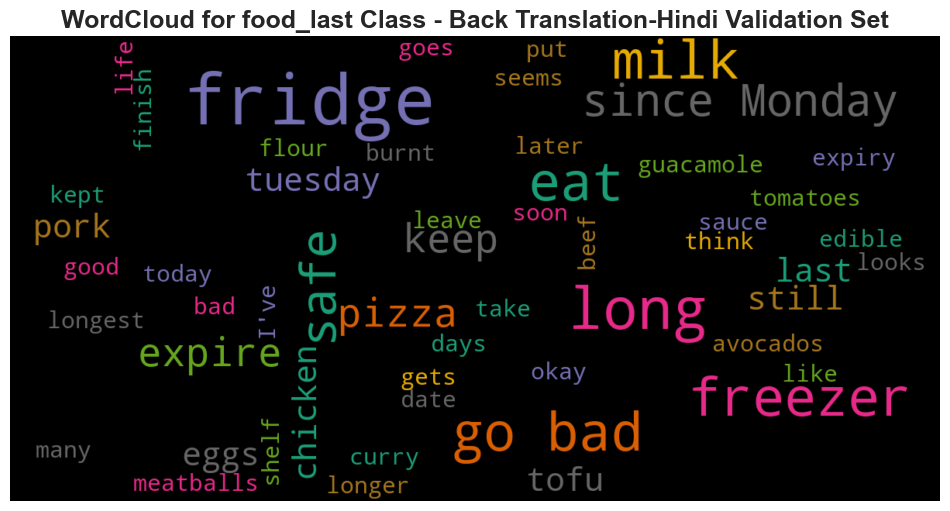 WordCloud for food_last Class - Back Translation-Hindi Validation Set
life
finish
goes
put
milk
seems
since Monday
fridge
flour
burnt
later
eat
guacamole
expiry
tuesday
kept
pork
tomatoes
leave
soon
sauce
keep
beef
think
edible
good
today
safe
last
looks
bad
I've
longest
pizza
take
long
still
expire
days
avocados
chicken
gets
okay
like
date
freezer
go bad
many
eggs
shelf
curry
meatballs
longer
tofu